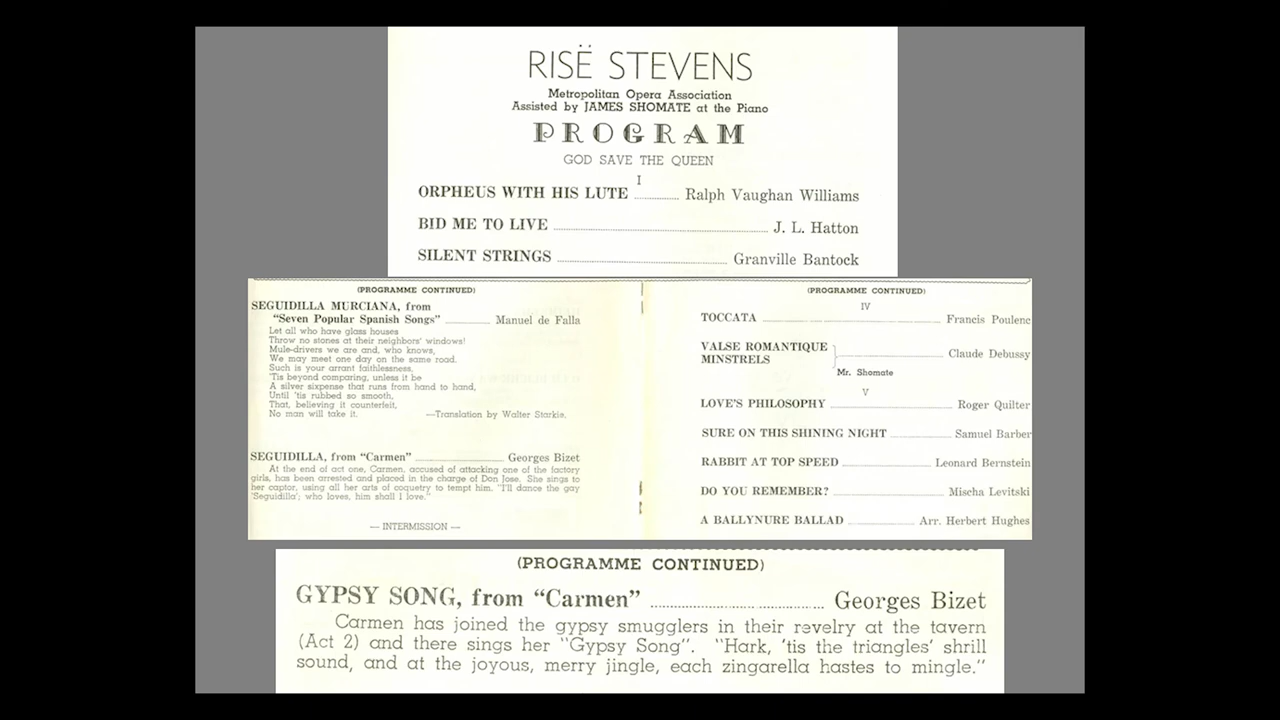 RISË STEVENS
Metropolitan Opera Association
Assisted by JAMES SHOMATE at the Piano
PROGRAM
GOD SAVE THE QUEEN
I
ORPHEUS WITH HIS LUTE ........... Ralph Vaughan Williams
BID ME TO LIVE ........... J. L. Hatton
SILENT STRINGS ........... Granville Bantock
(PROGRAMME CONTINUED)
SEGUIDILLA MURCIANA, from
"Seven Popular Spanish Songs" ........... Manuel de Falla
Let all who have glass houses
Throw no stones at their neighbors' windows!
Mule-drivers we are and, who knows,
We may meet one day on the same road.
Such is your arrant faithlessness,
'Tis beyond comparing, unless it be
A silver sixpense that runs from hand to hand,
Until 'tis rubbed so smooth,
That, believing it counterfeit,
No man will take it. —Translation by Walter Starkie.
SEGUIDILLA, from "Carmen" ........... Georges Bizet
At the end of act one, Carmen, accused of attacking one of the factory
girls, has been arrested and placed in the charge of Don Jose. She sings to
her captor, using all her arts of coquetry to tempt him. "I'll dance the gay
'Seguidilla'; who loves, him shall I love."
— INTERMISSION —
(PROGRAMME CONTINUED)
IV
TOCCATA ........... Francis Poulenc
VALSE ROMANTIQUE
MINSTRELS ........... Claude Debussy
Mr. Shomate
V
LOVE'S PHILOSOPHY ........... Roger Quilter
SURE ON THIS SHINING NIGHT ........... Samuel Barber
RABBIT AT TOP SPEED ........... Leonard Bernstein
DO YOU REMEMBER? ........... Mischa Levitski
A BALLYNURE BALLAD ........... Arr. Herbert Hughes
(PROGRAMME CONTINUED)
GYPSY SONG, from "Carmen" ........... Georges Bizet
Carmen has joined the gypsy smugglers in their revelry at the tavern
(Act 2) and there sings her "Gypsy Song". "Hark, 'tis the triangles' shrill
sound, and at the joyous, merry jingle, each zingarella hastes to mingle."